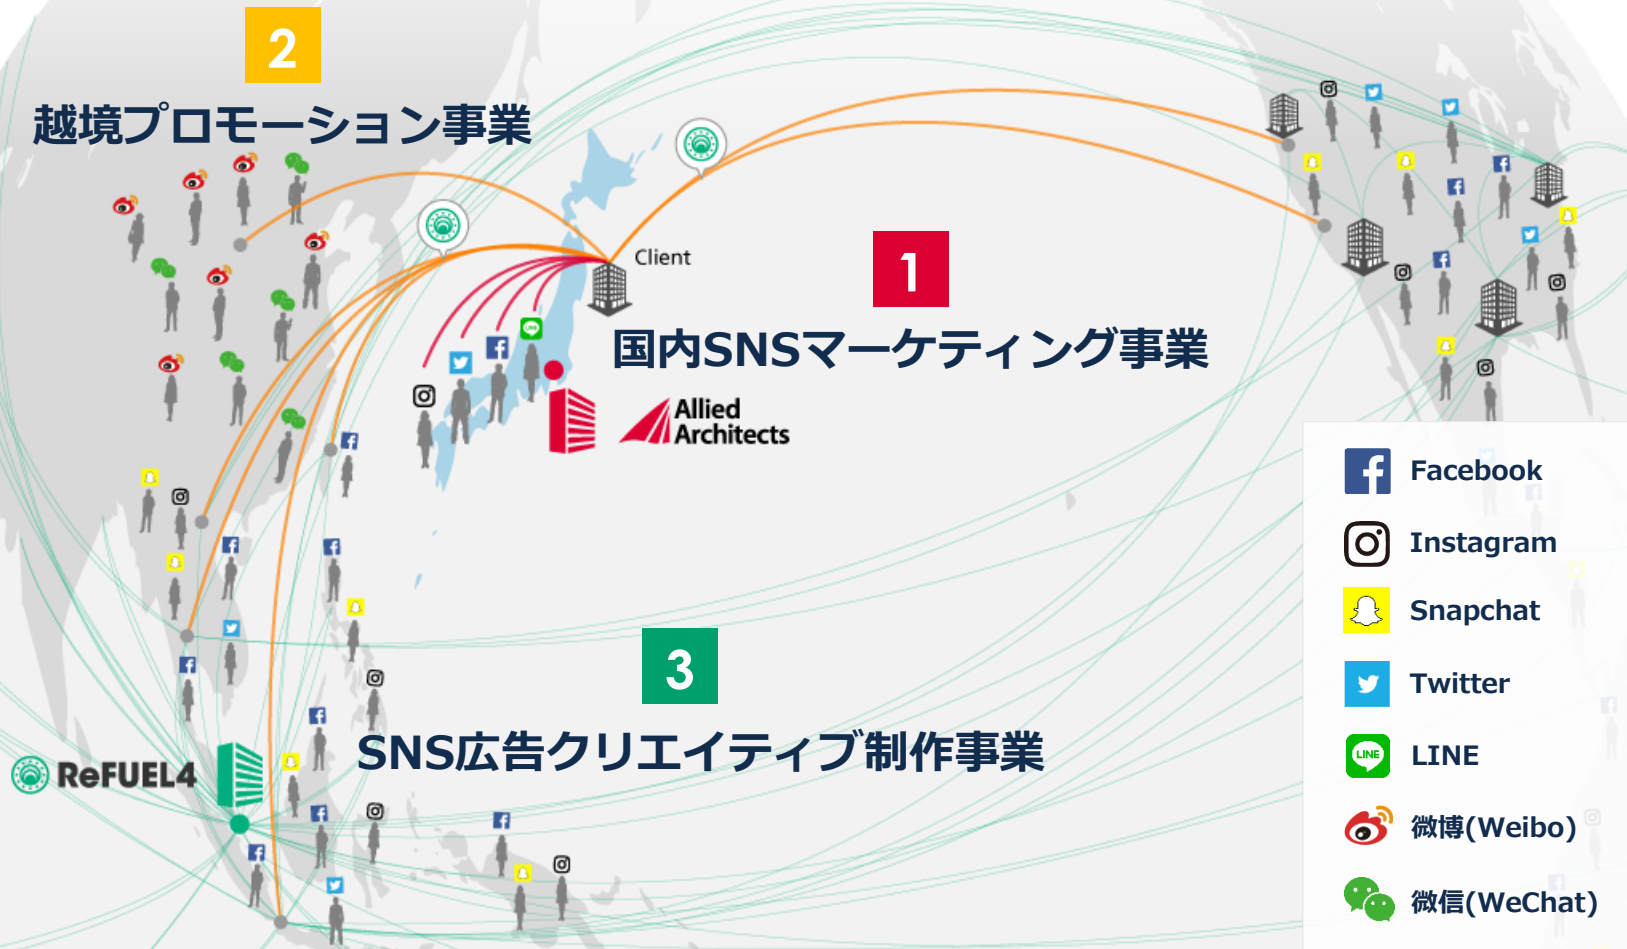 2
越境プロモーション事業
Client
1
国内SNSマーケティング事業
LINE
Allied
Architects
3
SNS広告クリエイティブ制作事業
ReFUEL4
Facebook
Instagram
Snapchat
Twitter
LINE
LINE
微博(Weibo)
微信(WeChat)